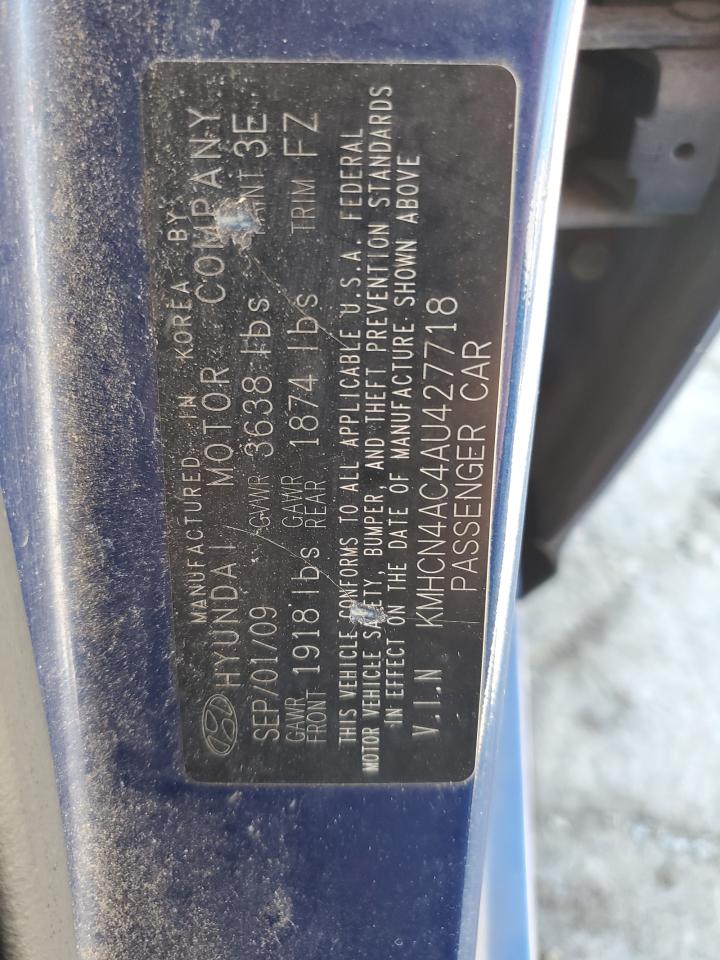 MANUFACTURED IN KOREA BY
HYUNDAI MOTOR COMPANY
SEP/01/09 GVWR 3638 lbs PAINT 3E
GAWR FRONT 1918 lbs GAWR REAR 1874 lbs TRIM FZ
THIS VEHICLE CONFORMS TO ALL APPLICABLE U.S.A. FEDERAL
MOTOR VEHICLE SAFETY, BUMPER, AND THEFT PREVENTION STANDARDS
IN EFFECT ON THE DATE OF MANUFACTURE SHOWN ABOVE
V.I.N KMHCN4AC4AU427718
PASSENGER CAR